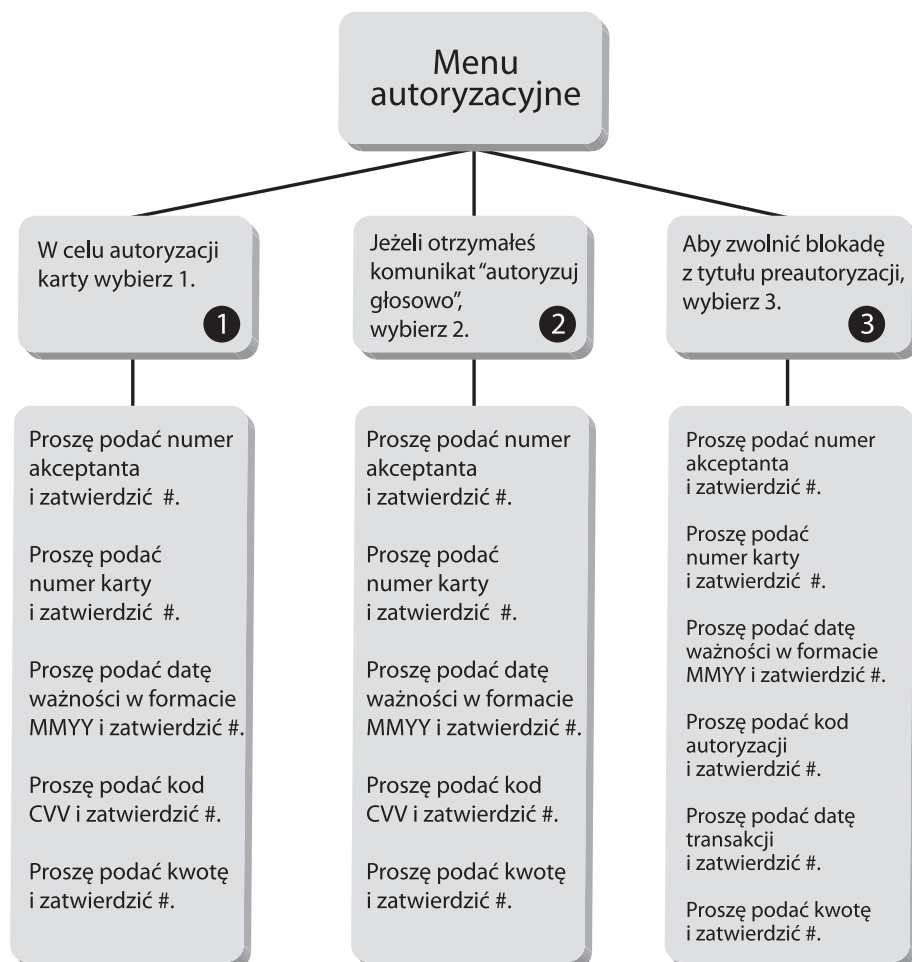 Menu
autoryzacyjne
W celu autoryzacji
karty wybierz 1.
1
Jeżeli otrzymałeś
komunikat “autoryzuj
głosowo”,
wybierz 2.
2
Aby zwolnić blokadę
z tytułu preautoryzacji,
wybierz 3.
3
Proszę podać numer
akceptanta
i zatwierdzić #.
Proszę podać
numer karty
i zatwierdzić #.
Proszę podać datę
ważności w formacie
MMYY i zatwierdzić #.
Proszę podać kod
CVV i zatwierdzić #.
Proszę podać kwotę
i zatwierdzić #.
Proszę podać numer
akceptanta
i zatwierdzić #.
Proszę podać
numer karty
i zatwierdzić #.
Proszę podać datę
ważności w formacie
MMYY i zatwierdzić #.
Proszę podać kod
CVV i zatwierdzić #.
Proszę podać kwotę
i zatwierdzić #.
Proszę podać numer
akceptanta
i zatwierdzić #.
Proszę podać
numer karty
i zatwierdzić #.
Proszę podać datę
ważności w formacie
MMYY i zatwierdzić #.
Proszę podać kod
autoryzacji
i zatwierdzić #.
Proszę podać datę
transakcji
i zatwierdzić #.
Proszę podać kwotę
i zatwierdzić #.